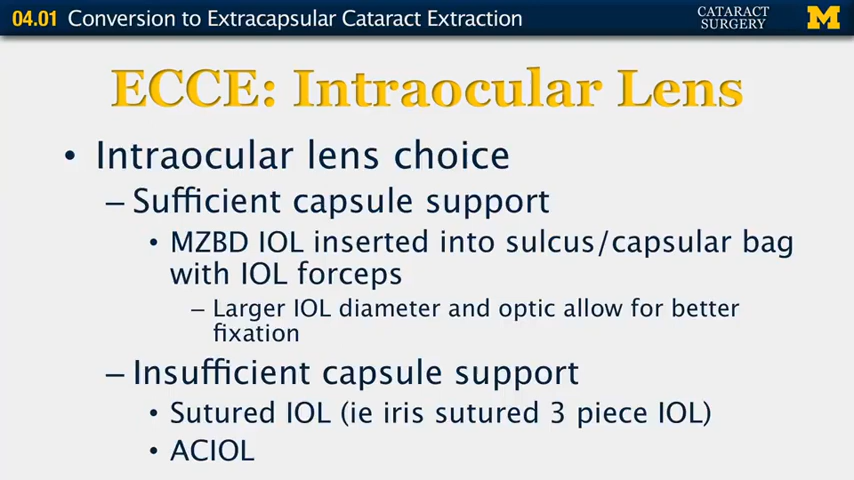 04.01 Conversion to Extracapsular Cataract Extraction
CATARACT
SURGERY
M
ECCE: Intraocular Lens
• Intraocular lens choice
– Sufficient capsule support
• MZBD IOL inserted into sulcus/capsular bag
with IOL forceps
– Larger IOL diameter and optic allow for better
fixation
– Insufficient capsule support
• Sutured IOL (ie iris sutured 3 piece IOL)
• ACIOL